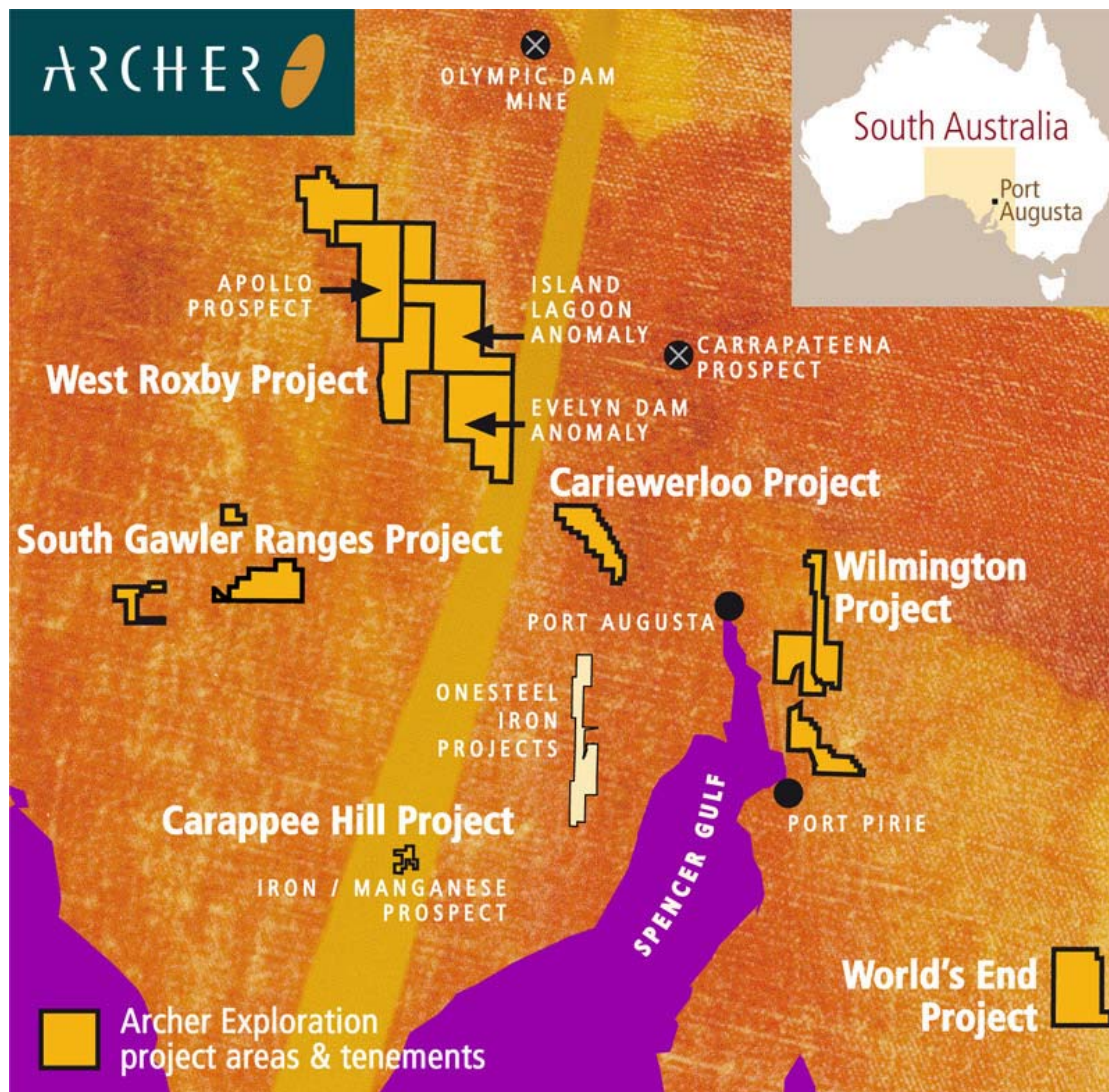 ARCHER
OLYMPIC DAM
MINE
South Australia
Port
Augusta
APOLLO
PROSPECT
ISLAND
LAGOON
ANOMALY
CARRAPATEENA
PROSPECT
West Roxby Project
EVELYN DAM
ANOMALY
Cariewerloo Project
South Gawler Ranges Project
Wilmington
Project
PORT AUGUSTA
ONESTEEL
IRON
PROJECTS
SPENCER GULF
PORT PIRIE
Carappee Hill Project
IRON / MANGANESE
PROSPECT
World's End
Project
Archer Exploration
project areas & tenements